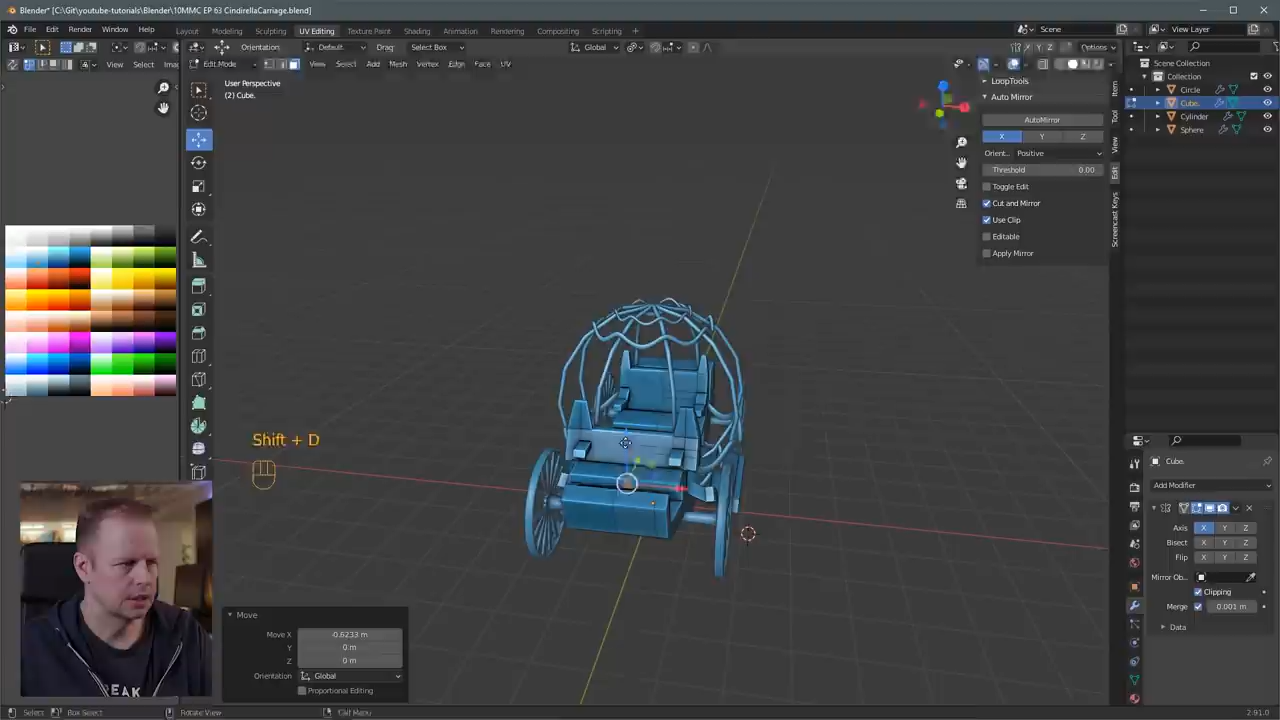 Blender* [C:\Git\youtube-tutorials\Blender\10MMC EP 63 CindirellaCarriage.blend]
File Edit Render Window Help Layout Modeling Sculpting UV Editing Texture Paint Shading Animation Rendering Compositing Scripting Scene View Layer
Orientation: Default Drag: Select Box Global Options
View Select Edit Mode View Select Add Mesh Vertex Edge Face UV
User Perspective
(2) Cube.
Scene Collection
Collection
Circle
Cube.
Cylinder
Sphere
LoopTools
Auto Mirror
AutoMirror
X Y Z
Orient.. Positive
Threshold 0.00
Toggle Edit
Cut and Mirror
Use Clip
Editable
Apply Mirror
Item
Tool
View
Edit
Screencast Keys
Shift + D
Cube.
Add Modifier
Axis X Y Z
Bisect X Y Z
Flip X Y Z
Mirror Ob..
Clipping
Merge 0.001 m
Data
Move
Move X -0.6233 m
Y 0 m
Z 0 m
Orientation Global
Proportional Editing
REAK
Select Box Select Rotate View Call Menu 2.91.0